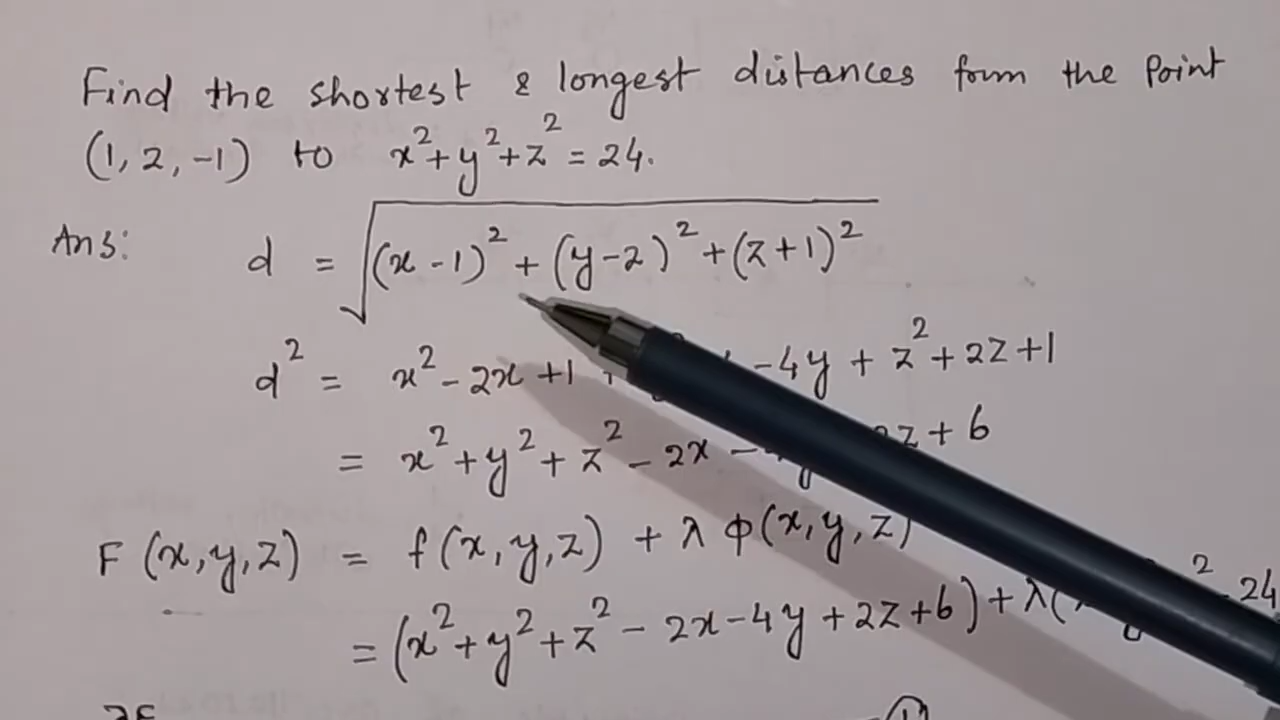 Find the shortest & longest distances form the Point
(1, 2, -1) to x²+y²+z² = 24.
Ans: d = √((x-1)² + (y-2)² + (z+1)²)
d² = x² - 2x +1 + -4y + z² + 2z +1
= x² + y² + z² - 2x - z + 6
F(x,y,z) = f(x,y,z) + λ φ(x,y,z)
= (x² + y² + z² - 2x - 4y + 2z + 6) + λ( ² - 24